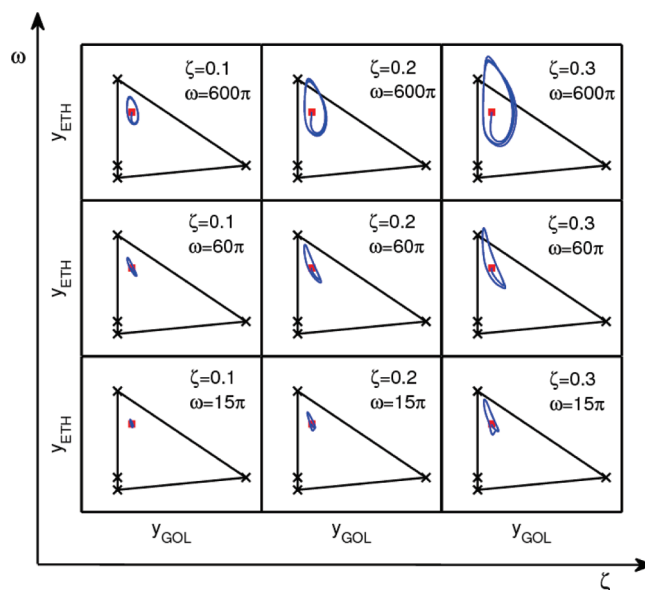 ω
y_ETH
ζ=0.1
ω=600π
ζ=0.2
ω=600π
ζ=0.3
ω=600π
y_ETH
ζ=0.1
ω=60π
ζ=0.2
ω=60π
ζ=0.3
ω=60π
y_ETH
ζ=0.1
ω=15π
ζ=0.2
ω=15π
ζ=0.3
ω=15π
y_GOL
y_GOL
y_GOL
ζ